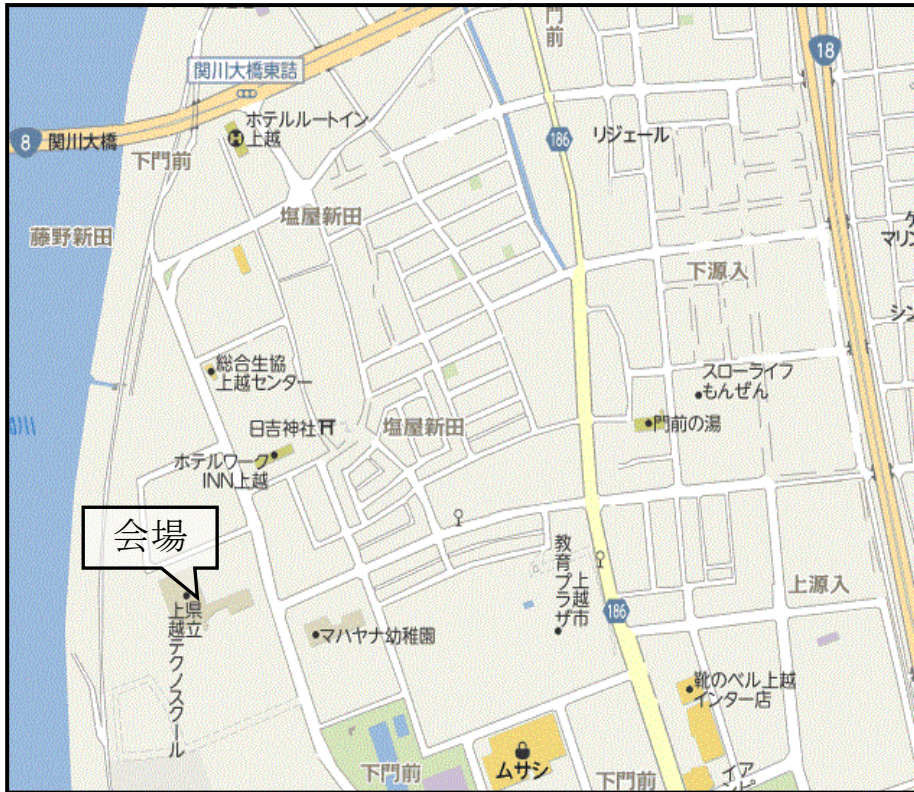 下門前
18
関川大橋東詰
ホテルルートイン
上越
8
関川大橋
下門前
186
リジェール
塩屋新田
藤野新田
マリン
下源入
シン
総合生協
上越センター
スローライフ
もんぜん
日吉神社
塩屋新田
門前の湯
ホテルワーク
INN上越
会場
上越市
教育プラザ
上源入
186
県立
上越テクノスクール
マハヤナ幼稚園
靴のベル上越
インター店
下門前
ムサシ
下門前